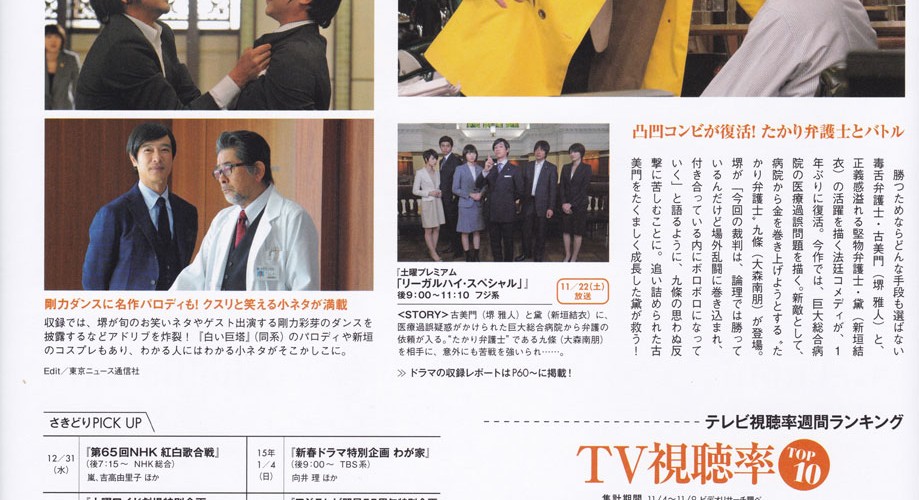 凸凹コンビが復活! たかり弁護士とバトル
勝つためならどんな手段も選ばない
毒舌弁護士・古美門（堺 雅人）と、
正義感溢れる堅物弁護士・黛（新垣結
衣）の活躍を描く法廷コメディが、1
年ぶりに復活。今作では、巨大総合病
院の医療過誤問題を描く。新敵として、
病院から金を巻き上げようとする〝た
かり弁護士〟九條（大森南朋）が登場。
堺が「今回の裁判は、論理では勝って
いるんだけど場外乱闘に巻き込まれ、
付き合っている内にボロボロになって
いく」と語るように、九條の思わぬ反
撃に苦しむことに。追い詰められた古
美門をたくましく成長した黛が救う!
剛力ダンスに名作パロディも! クスリと笑える小ネタが満載
収録では、堺が旬のお笑いネタやゲスト出演する剛力彩芽のダンスを
披露するなどアドリブを炸裂!『白い巨塔』(同系)のパロディや新垣
のコスプレもあり、わかる人にはわかる小ネタがそこかしこに。
Edit／東京ニュース通信社
『土曜プレミアム
「リーガルハイ・スペシャル」』
後9:00〜11:10 フジ系
11／22(土)
放送
<STORY>古美門（堺 雅人）と黛（新垣結衣）に、
医療過誤疑惑がかけられた巨大総合病院から弁護の
依頼が入る。“たかり弁護士”である九條（大森南朋）
を相手に、意外にも苦戦を強いられ……。
≫ ドラマの収録レポートはP60〜に掲載!
さきどりPICK UP
12／31
(水)
『第65回NHK 紅白歌合戦』
(後7:15〜 NHK総合)
嵐、吉高由里子 ほか
15年
1／4
(日)
『新春ドラマ特別企画 わが家』
(後9:00〜 TBS系)
向井 理 ほか
テレビ視聴率週間ランキング
TV視聴率 TOP 10
集計期間 11／4〜11／9 ビデオリサーチ調べ